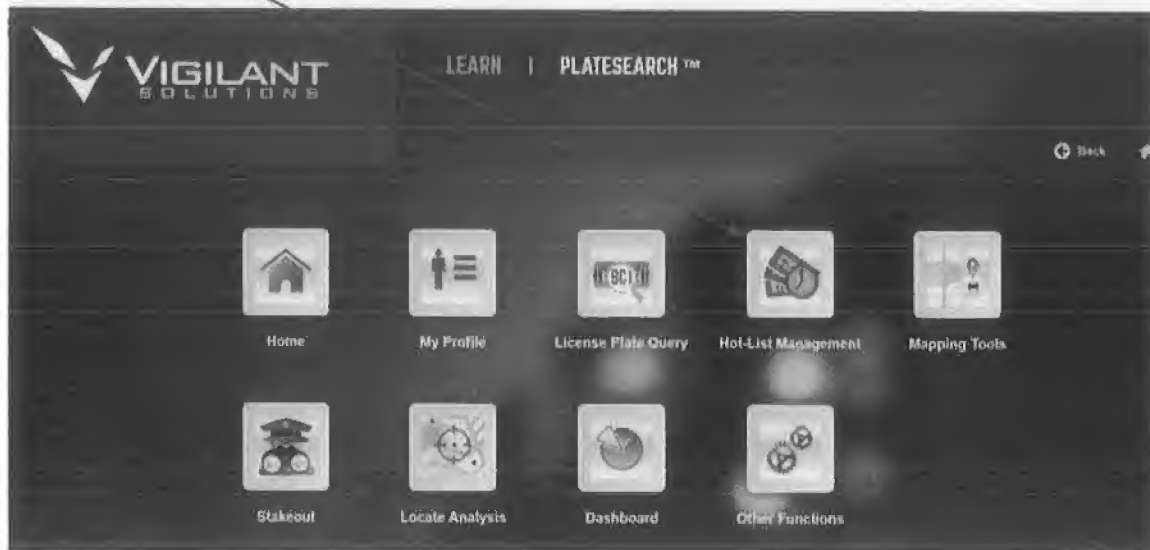 VIGILANT
SOLUTIONS
LEARN | PLATESEARCH ™
Back
Home
My Profile
License Plate Query
Hot-List Management
Mapping Tools
Stakeout
Locate Analysis
Dashboard
Other Functions